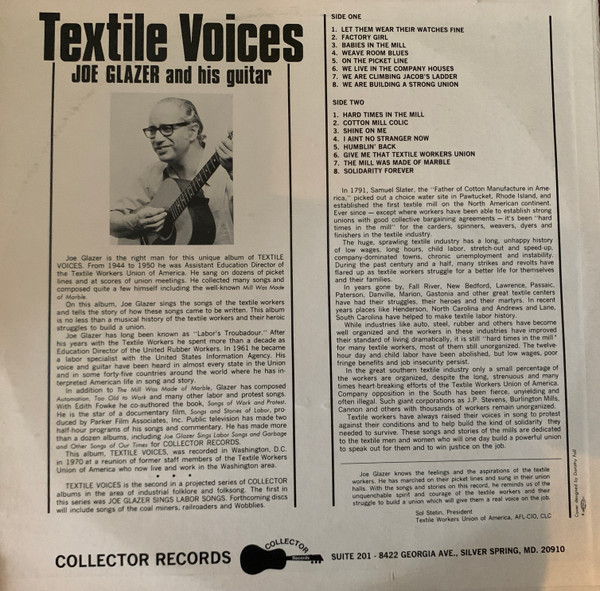 Textile Voices
JOE GLAZER and his guitar
Joe Glazer is the right man for this unique album of TEXTILE
VOICES. From 1944 to 1950 he was Assistant Education Director of
the Textile Workers Union of America. He sang on dozens of picket
lines and at scores of union meetings. He collected many songs and
composed quite a few himself including the well-known Mill Was Made
of Marble.
On this album, Joe Glazer sings the songs of the textile workers
and tells the story of how these songs came to be written. This album
is no less than a musical history of the textile workers and their heroic
struggles to build a union.
Joe Glazer has long been known as "Labor's Troubadour." After
his years with the Textile Workers he spent more than a decade as
Education Director of the United Rubber Workers. In 1961 he became
a labor specialist with the United States Information Agency. His
voice and guitar have been heard in almost every state in the Union
and in some forty-five countries around the world where he has in-
terpreted American life in song and story.
In addition to The Mill Was Made of Marble, Glazer has composed
Automation, Too Old to Work and many other labor and protest songs.
With Edith Fowke he co-authored the book, Songs of Work and Protest.
He is the star of a documentary film, Songs and Stories of Labor, pro-
duced by Parker Film Associates, Inc. Public television has made two
half-hour programs of his songs and commentary. He has made more
than a dozen albums, including Joe Glazer Sings Labor Songs and Garbage
and Other Songs of Our Times for COLLECTOR RECORDS.
This album, TEXTILE VOICES, was recorded in Washington, D.C.
in 1970 at a reunion of former staff members of the Textile Workers
Union of America who now live and work in the Washington area.
* * * *
TEXTILE VOICES is the second in a projected series of COLLECTOR
albums in the area of industrial folklore and folksong. The first in
this series was JOE GLAZER SINGS LABOR SONGS. Forthcoming discs
will include songs of the coal miners, railroaders and Wobblies.
SIDE ONE
1. LET THEM WEAR THEIR WATCHES FINE
2. FACTORY GIRL
3. BABIES IN THE MILL
4. WEAVE ROOM BLUES
5. ON THE PICKET LINE
6. WE LIVE IN THE COMPANY HOUSES
7. WE ARE CLIMBING JACOB'S LADDER
8. WE ARE BUILDING A STRONG UNION
SIDE TWO
1. HARD TIMES IN THE MILL
2. COTTON MILL COLIC
3. SHINE ON ME
4. I AINT NO STRANGER NOW
5. HUMBLIN' BACK
6. GIVE ME THAT TEXTILE WORKERS UNION
7. THE MILL WAS MADE OF MARBLE
8. SOLIDARITY FOREVER
In 1791, Samuel Slater, the "Father of Cotton Manufacture in Ame-
rica," picked out a choice water site in Pawtucket, Rhode Island, and
established the first textile mill on the North American continent.
Ever since — except where workers have been able to establish strong
unions with good collective bargaining agreements — it's been "hard
times in the mill" for the carders, spinners, weavers, dyers and
finishers in the textile industry.
The huge, sprawling textile industry has a long, unhappy history
of low wages, long hours, child labor, stretch-out and speed-up,
company-dominated towns, chronic unemployment and instability.
During the past century and a half, many strikes and revolts have
flared up as textile workers struggle for a better life for themselves
and their families.
In years gone by, Fall River, New Bedford, Lawrence, Passaic,
Paterson, Danville, Marion, Gastonia and other great textile centers
have had their struggles, their heroes and their martyrs. In recent
years places like Henderson, North Carolina and Andrews and Lane,
South Carolina have helped to make textile labor history.
While industries like auto, steel, rubber and others have become
well organized and the workers in these industries have improved
their standard of living dramatically, it is still "hard times in the mill"
for many textile workers, most of them still unorganized. The twelve-
hour day and child labor have been abolished, but low wages, poor
fringe benefits and job insecurity persist.
In the great southern textile industry only a small percentage of
the workers are organized, despite the long, strenuous and many
times heart-breaking efforts of the Textile Workers Union of America.
Company opposition in the South has been fierce, unyielding and
often illegal. Such giant corporations as J.P. Stevens, Burlington Mills,
Cannon and others with thousands of workers remain unorganized.
Textile workers have always raised their voices in song to protest
against their conditions and to help build the kind of solidarity they
needed to survive. These songs and stories of the mills are dedicated
to the textile men and women who will one day build a powerful union
to speak out for them and to win justice on the job.
Joe Glazer knows the feelings and the aspirations of the textile
workers. He has marched on their picket lines and sung in their union
halls. With the songs and stories on this record, he reminds us of the
unquenchable spirit and courage of the textile workers and their
struggle to build a union which will give them a real voice on the job.
Sol Stetin, President
Textile Workers Union of America, AFL-CIO, CLC
Cover designed by Dorothy Fall
COLLECTOR RECORDS
COLLECTOR
Records
SUITE 201 - 8422 GEORGIA AVE., SILVER SPRING, MD. 20910